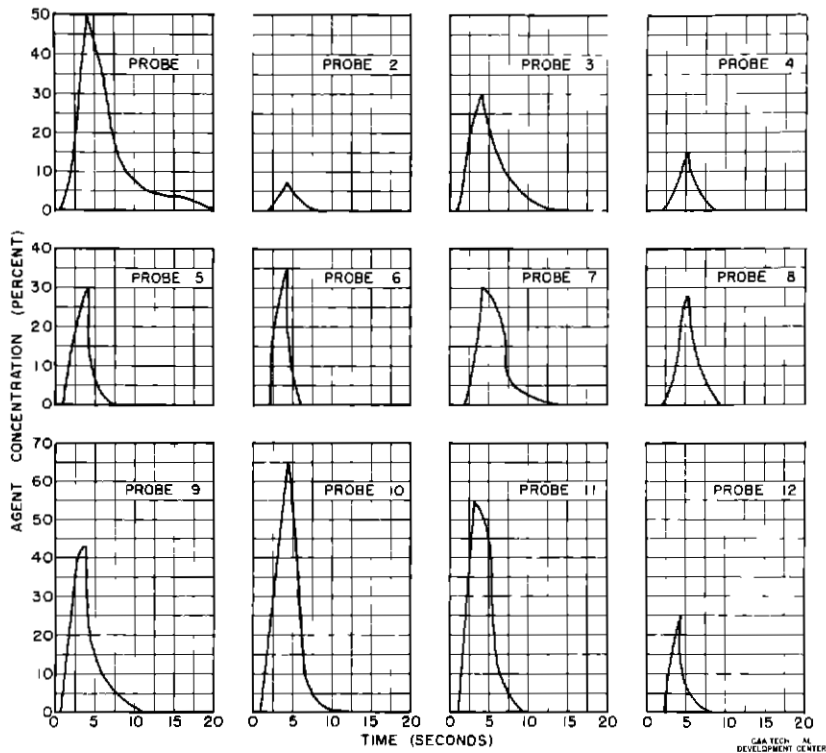 50
40
30
20
10
0
PROBE 1
PROBE 2
PROBE 3
PROBE 4
40
30
20
10
0
PROBE 5
PROBE 6
PROBE 7
PROBE 8
AGENT CONCENTRATION (PERCENT)
70
60
50
40
30
20
10
0
PROBE 9
PROBE 10
PROBE 11
PROBE 12
0 5 10 15 20
0 5 10 15 20
0 5 10 15 20
0 5 10 15 20
TIME (SECONDS)
DEVELOPMENT CENTER